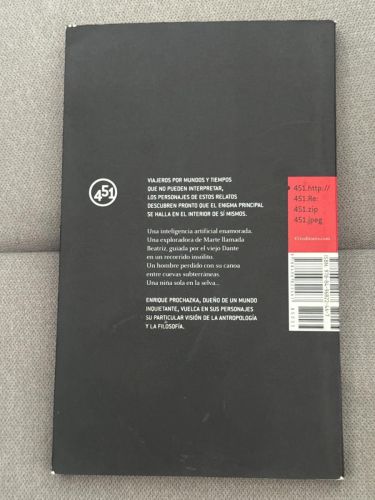 451
VIAJEROS POR MUNDOS Y TIEMPOS
QUE NO PUEDEN INTERPRETAR,
LOS PERSONAJES DE ESTOS RELATOS
DESCUBREN PRONTO QUE EL ENIGMA PRINCIPAL
SE HALLA EN EL INTERIOR DE SÍ MISMOS.
Una inteligencia artificial enamorada.
Una exploradora de Marte llamada
Beatriz, guiada por el viejo Dante
en un recorrido insólito.
Un hombre perdido con su canoa
entre cuevas subterráneas.
Una niña sola en la selva...
ENRIQUE PROCHAZKA, DUEÑO DE UN MUNDO
INQUIETANTE, VUELCA EN SUS PERSONAJES
SU PARTICULAR VISIÓN DE LA ANTROPOLOGÍA
Y LA FILOSOFÍA.
451.http://
451.Re:
451.zip
451.jpeg
ISBN